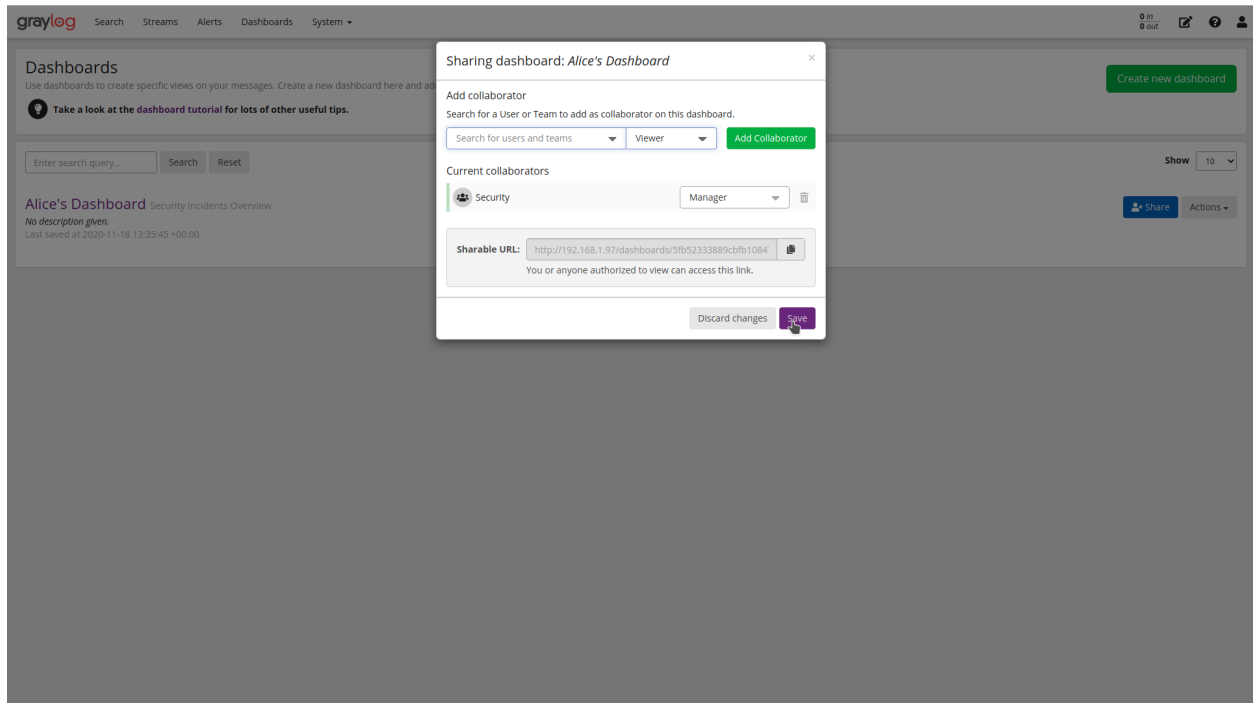 graylog Search Streams Alerts Dashboards System
0 in
0 out
Dashboards
Use dashboards to create specific views on your messages. Create a new dashboard here and ad
Take a look at the dashboard tutorial for lots of other useful tips.
Create new dashboard
Enter search query... Search Reset
Show 10
Alice's Dashboard Security Incidents Overview
No description given.
Last saved at 2020-11-18 13:35:45 +00:00
Share Actions
Sharing dashboard: Alice's Dashboard ×
Add collaborator
Search for a User or Team to add as collaborator on this dashboard.
Search for users and teams Viewer Add Collaborator
Current collaborators
Security Manager
Sharable URL: http://192.168.1.97/dashboards/5fb52333889cbfb1084
You or anyone authorized to view can access this link.
Discard changes Save